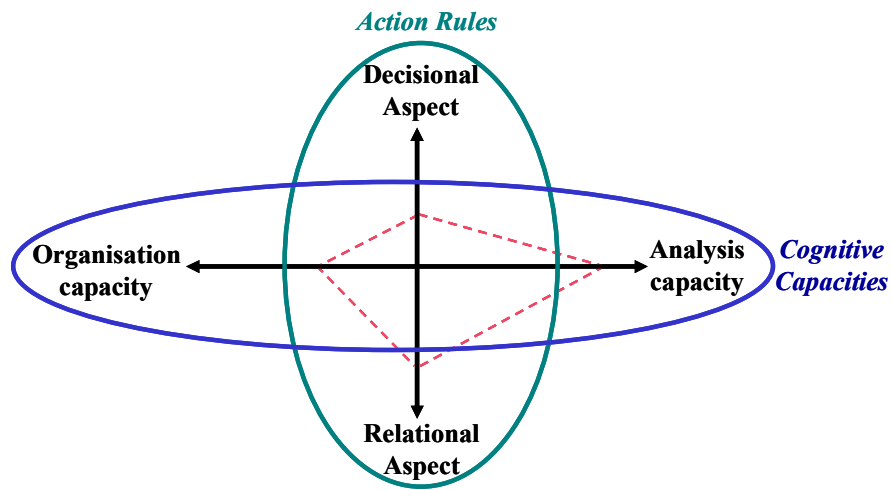 Action Rules
Decisional
Aspect
Organisation
capacity
Analysis
capacity
Cognitive
Capacities
Relational
Aspect